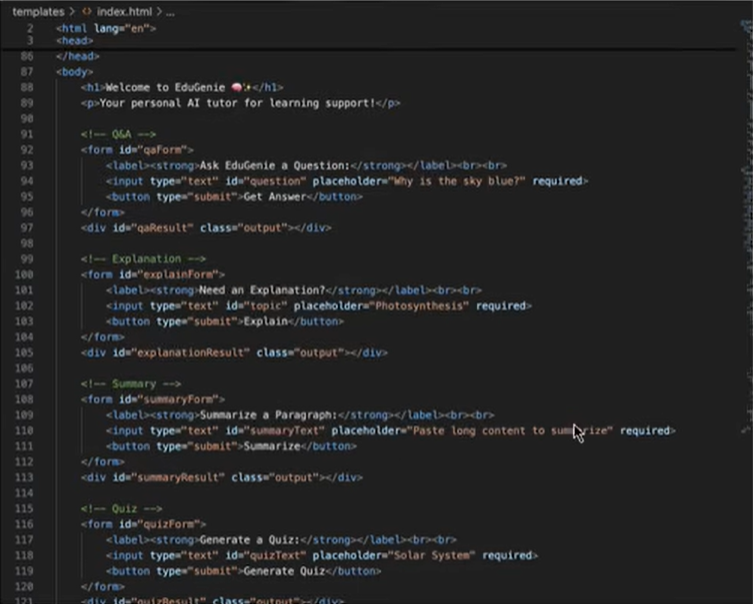 templates > <> index.html > ...
2 <html lang="en">
3 <head>
86 </head>
87 <body>
88 <h1>Welcome to EduGenie 🧠✨</h1>
89 <p>Your personal AI tutor for learning support!</p>
90
91 <!-- Q&A -->
92 <form id="qaForm">
93 <label><strong>Ask EduGenie a Question:</strong></label><br><br>
94 <input type="text" id="question" placeholder="Why is the sky blue?" required>
95 <button type="submit">Get Answer</button>
96 </form>
97 <div id="qaResult" class="output"></div>
98
99 <!-- Explanation -->
100 <form id="explainForm">
101 <label><strong>Need an Explanation?</strong></label><br><br>
102 <input type="text" id="topic" placeholder="Photosynthesis" required>
103 <button type="submit">Explain</button>
104 </form>
105 <div id="explanationResult" class="output"></div>
106
107 <!-- Summary -->
108 <form id="summaryForm">
109 <label><strong>Summarize a Paragraph:</strong></label><br><br>
110 <input type="text" id="summaryText" placeholder="Paste long content to summarize" required>
111 <button type="submit">Summarize</button>
112 </form>
113 <div id="summaryResult" class="output"></div>
114
115 <!-- Quiz -->
116 <form id="quizForm">
117 <label><strong>Generate a Quiz:</strong></label><br><br>
118 <input type="text" id="quizText" placeholder="Solar System" required>
119 <button type="submit">Generate Quiz</button>
120 </form>
121 <div id="quizResult" class="output"></div>